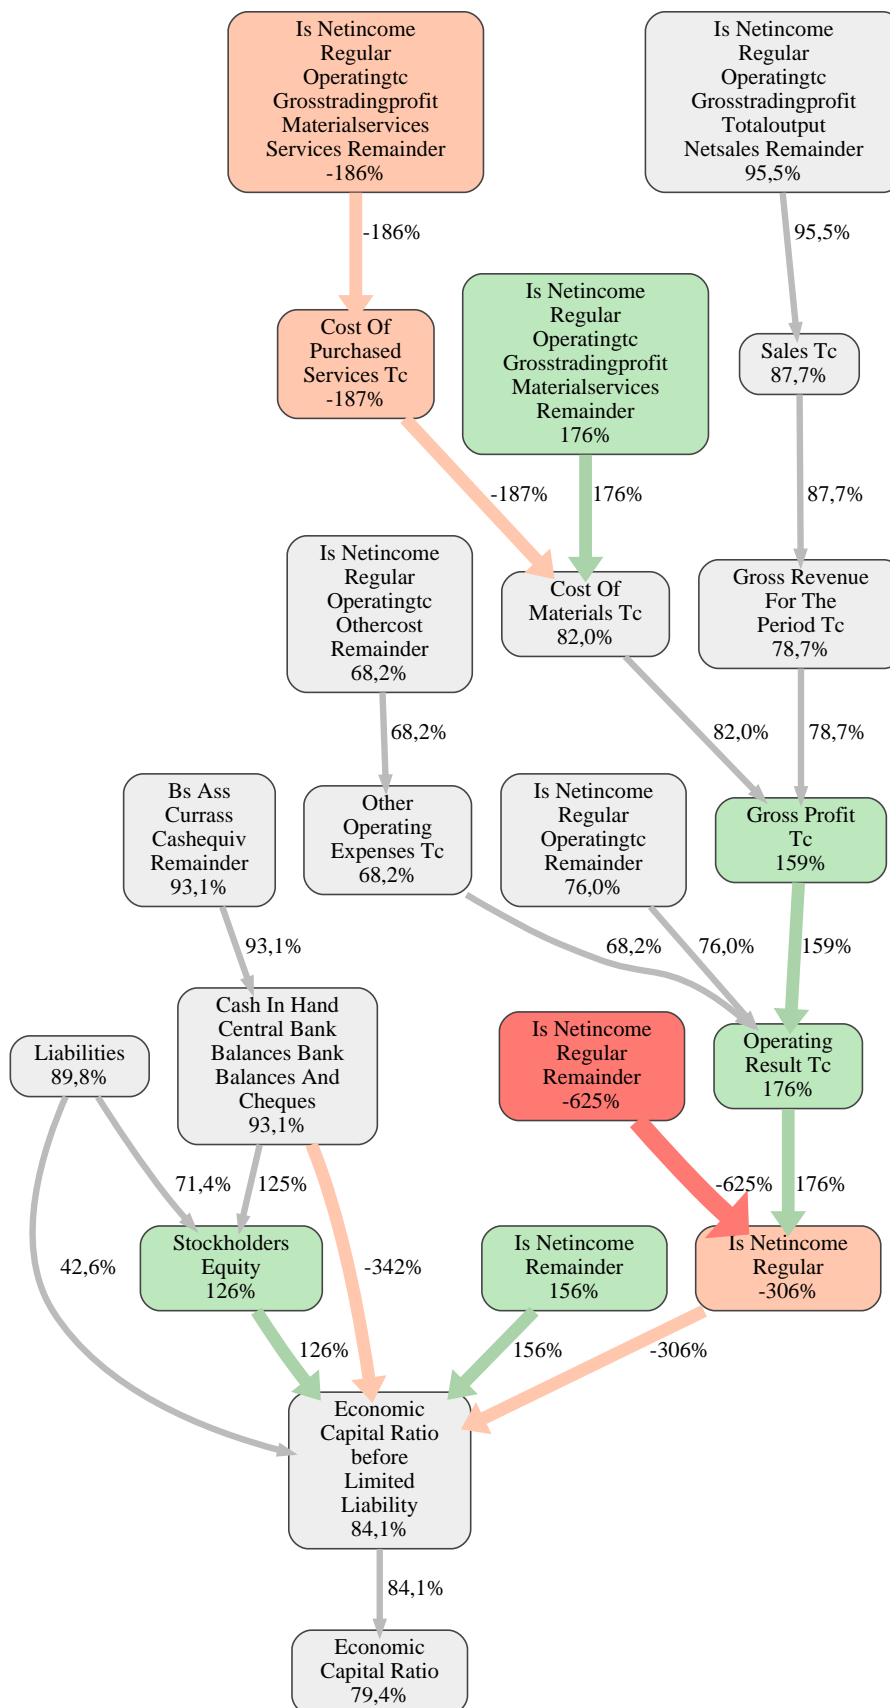 Is Netincome
Regular
Operatingtc
Grosstradingprofit
Materialservices
Services Remainder
-186%
Is Netincome
Regular
Operatingtc
Grosstradingprofit
Totaloutput
Netsales Remainder
95,5%
-186%
95,5%
Cost Of
Purchased
Services Tc
-187%
Is Netincome
Regular
Operatingtc
Grosstradingprofit
Materialservices
Remainder
176%
Sales Tc
87,7%
-187%
176%
87,7%
Is Netincome
Regular
Operatingtc
Othercost
Remainder
68,2%
Cost Of
Materials Tc
82,0%
Gross Revenue
For The
Period Tc
78,7%
68,2%
82,0%
78,7%
Bs Ass
Currass
Cashequiv
Remainder
93,1%
Other
Operating
Expenses Tc
68,2%
Is Netincome
Regular
Operatingtc
Remainder
76,0%
Gross Profit
Tc
159%
93,1%
68,2%
76,0%
159%
Liabilities
89,8%
Cash In Hand
Central Bank
Balances Bank
Balances And
Cheques
93,1%
Is Netincome
Regular
Remainder
-625%
Operating
Result Tc
176%
71,4%
125%
-625%
176%
42,6%
Stockholders
Equity
126%
-342%
Is Netincome
Remainder
156%
Is Netincome
Regular
-306%
126%
156%
-306%
Economic
Capital Ratio
before
Limited
Liability
84,1%
84,1%
Economic
Capital Ratio
79,4%